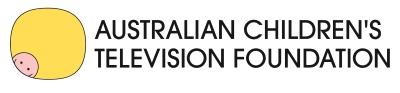 AUSTRALIAN CHILDREN'S
TELEVISION FOUNDATION